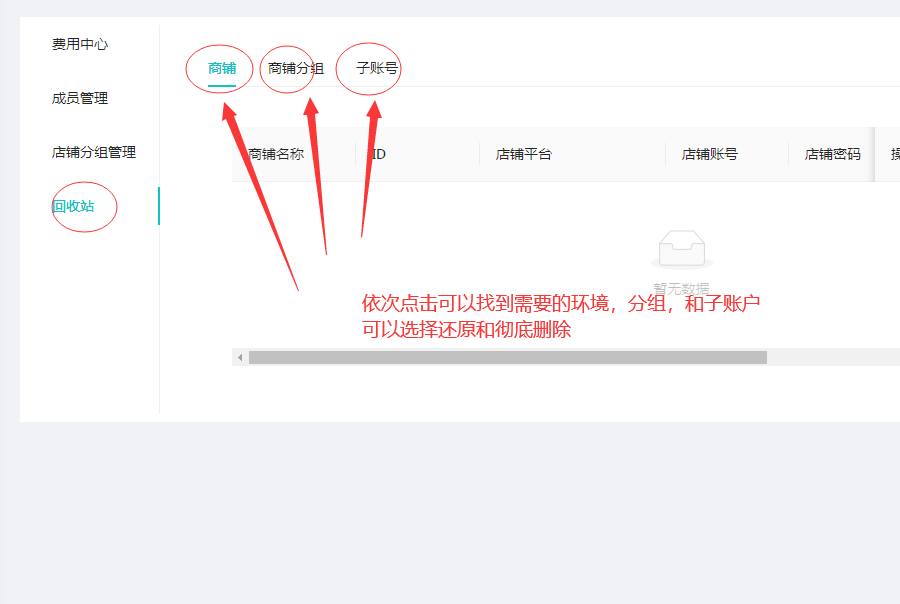 费用中心
成员管理
店铺分组管理
回收站
商铺 商铺分组 子账号
商铺名称 ID 店铺平台 店铺账号 店铺密码
暂无数据
依次点击可以找到需要的环境，分组，和子账户
可以选择还原和彻底删除